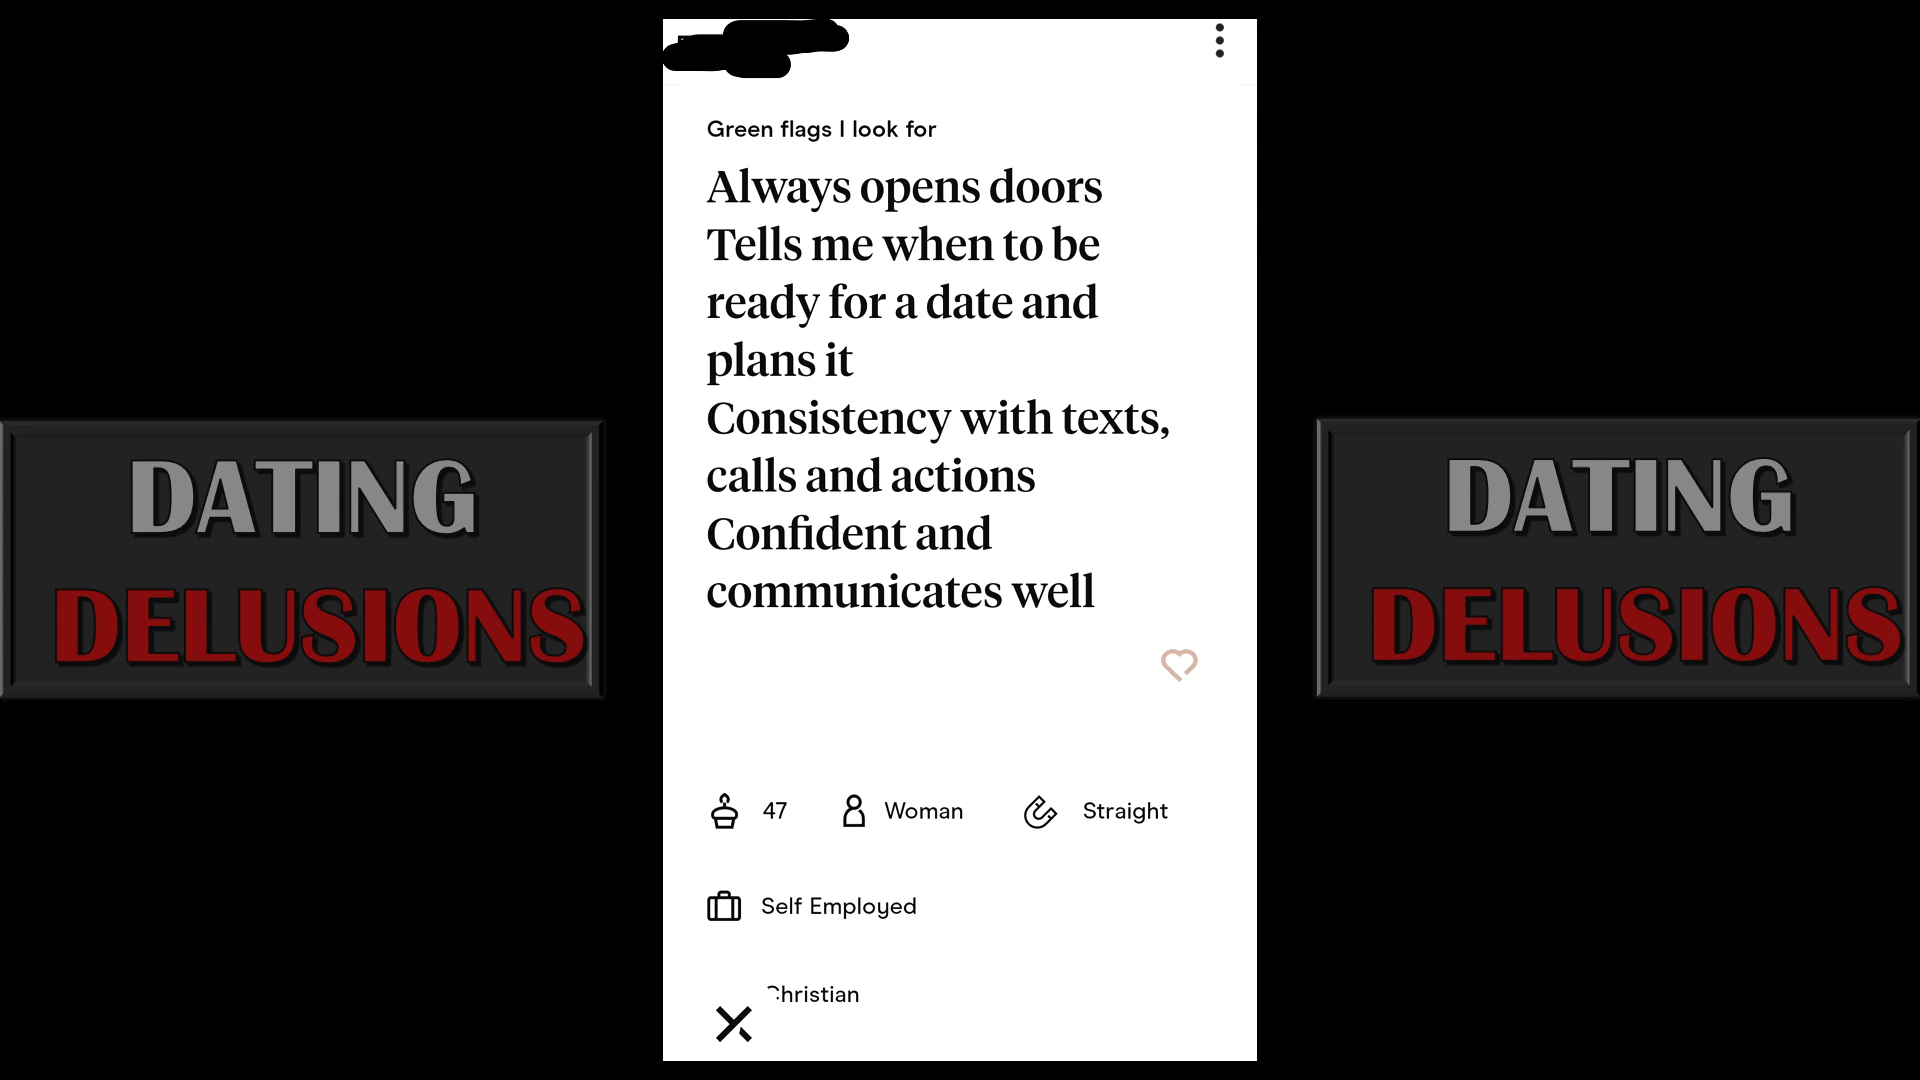 Green flags I look for
Always opens doors
Tells me when to be
ready for a date and
plans it
Consistency with texts,
calls and actions
Confident and
communicates well
DATING
DELUSIONS
DATING
DELUSIONS
47 Woman Straight
Self Employed
Christian